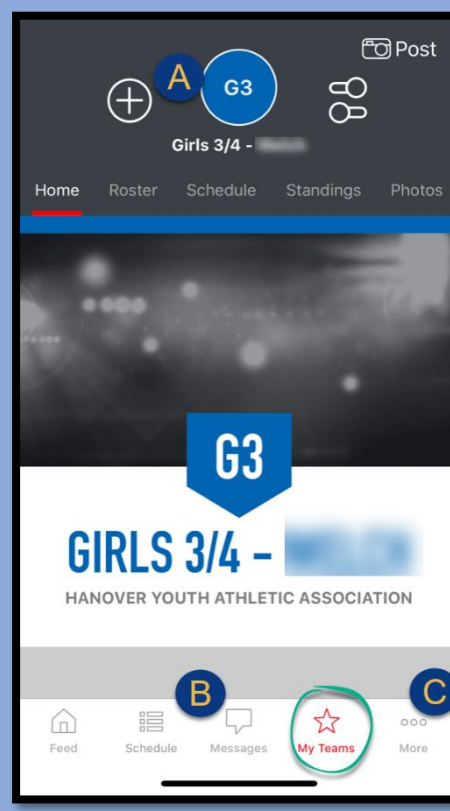 Post
A
G3
Girls 3/4 -
Home Roster Schedule Standings Photos
G3
GIRLS 3/4 -
HANOVER YOUTH ATHLETIC ASSOCIATION
B
C
Feed Schedule Messages My Teams More